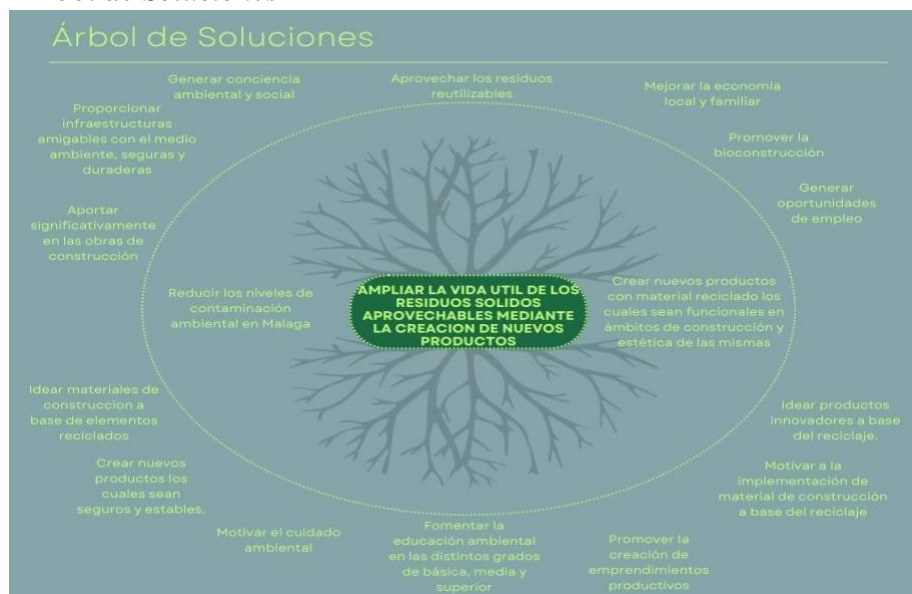 Árbol de Soluciones
Generar conciencia
ambiental y social
Aprovechar los residuos
reutilizables
Mejorar la economía
local y familiar
Proporcionar
infraestructuras
amigables con el medio
ambiente, seguras y
duraderas
Promover la
bioconstrucción
Generar
oportunidades
de empleo
Aportar
significativamente
en las obras de
construcción
Reducir los niveles de
contaminación
ambiental en Malaga
AMPLIAR LA VIDA UTIL DE LOS
RESIDUOS SOLIDOS
APROVECHABLES MEDIANTE
LA CREACION DE NUEVOS
PRODUCTOS
Crear nuevos productos
con material reciclado los
cuales sean funcionales en
ámbitos de construcción y
estética de las mismas
Idear materiales de
construccion a
base de elementos
reciclados
Idear productos
innovadores a base
del reciclaje.
Crear nuevos
productos los
cuales sean
seguros y estables.
Motivar a la
implementación de
material de construcción
a base del reciclaje
Motivar el cuidado
ambiental
Fomentar la
educación ambiental
en las distintos grados
de básica, media y
superior
Promover la
creación de
emprendimientos
productivos